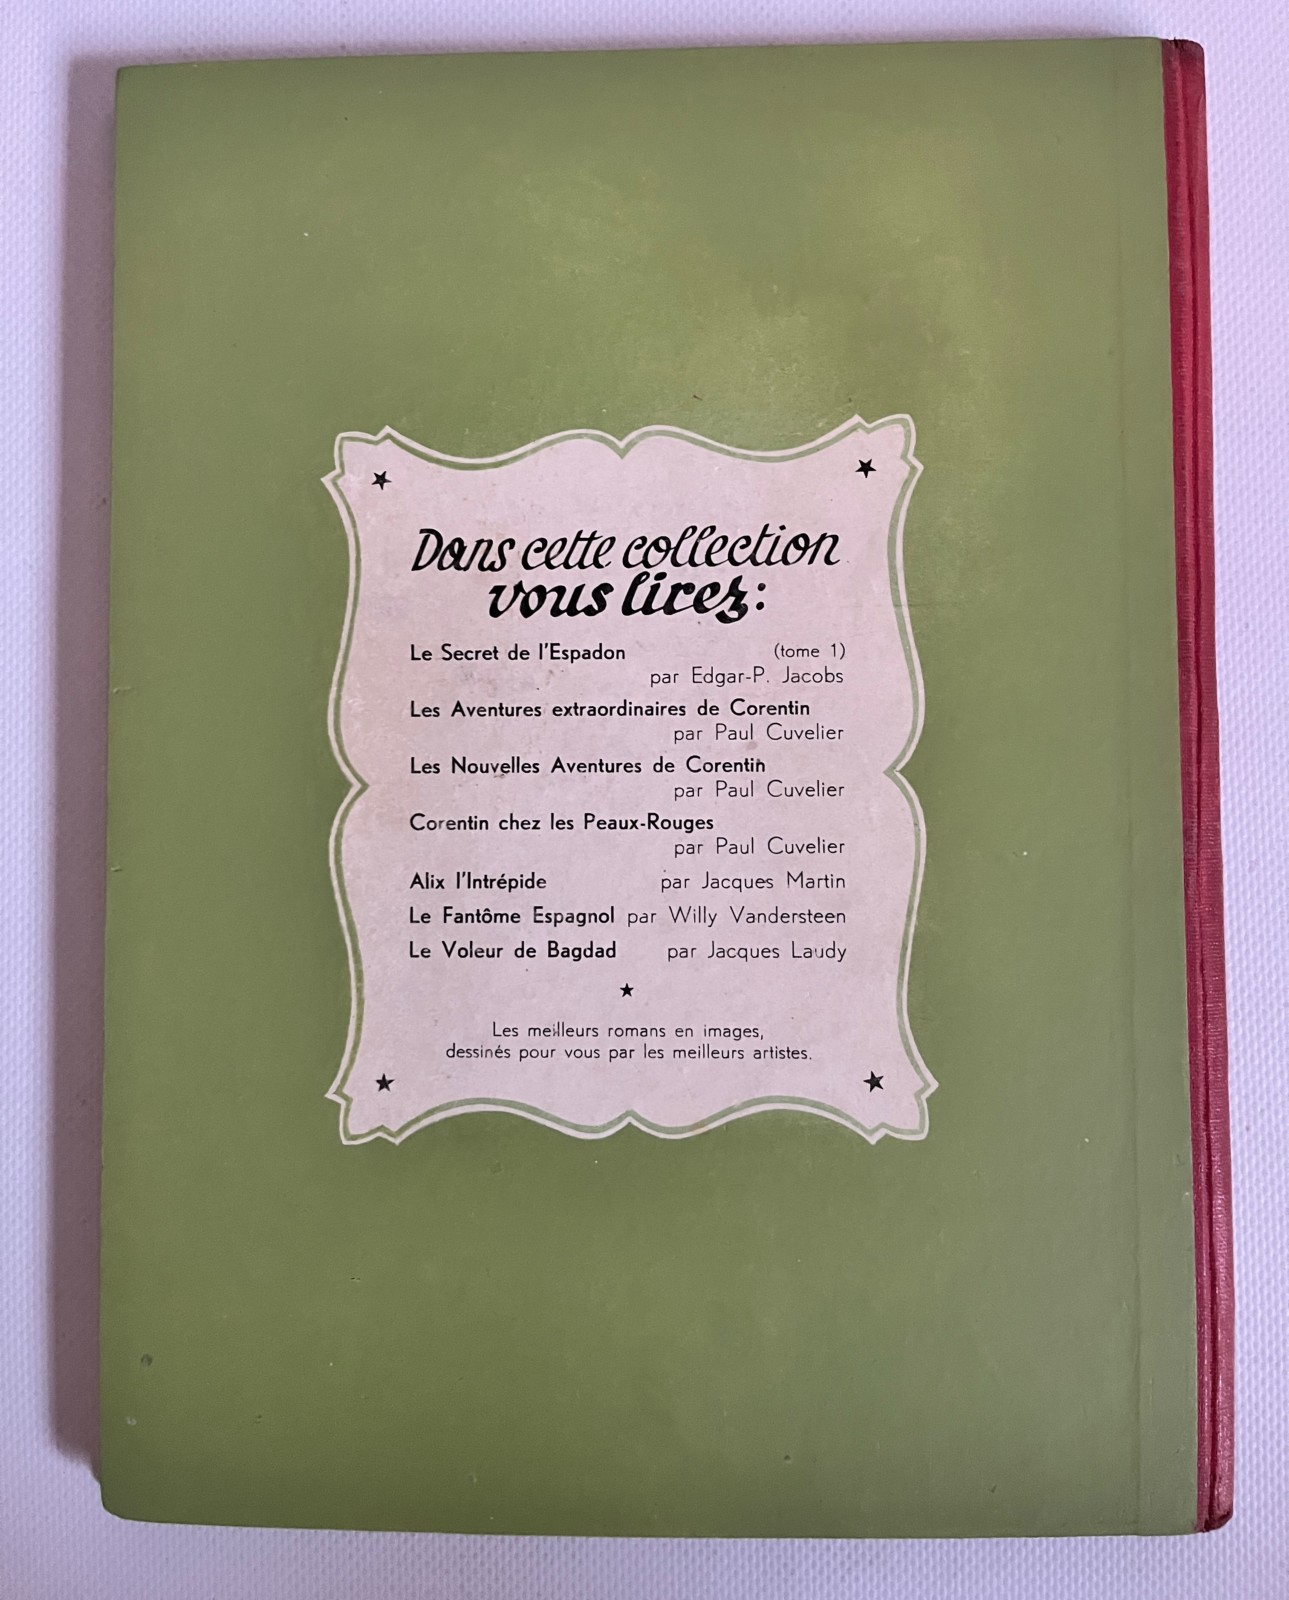 Dans cette collection
vous lirez:
Le Secret de l'Espadon (tome 1)
par Edgar-P. Jacobs
Les Aventures extraordinaires de Corentin
par Paul Cuvelier
Les Nouvelles Aventures de Corentin
par Paul Cuvelier
Corentin chez les Peaux-Rouges
par Paul Cuvelier
Alix l'Intrépide par Jacques Martin
Le Fantôme Espagnol par Willy Vandersteen
Le Voleur de Bagdad par Jacques Laudy
Les meilleurs romans en images,
dessinés pour vous par les meilleurs artistes.